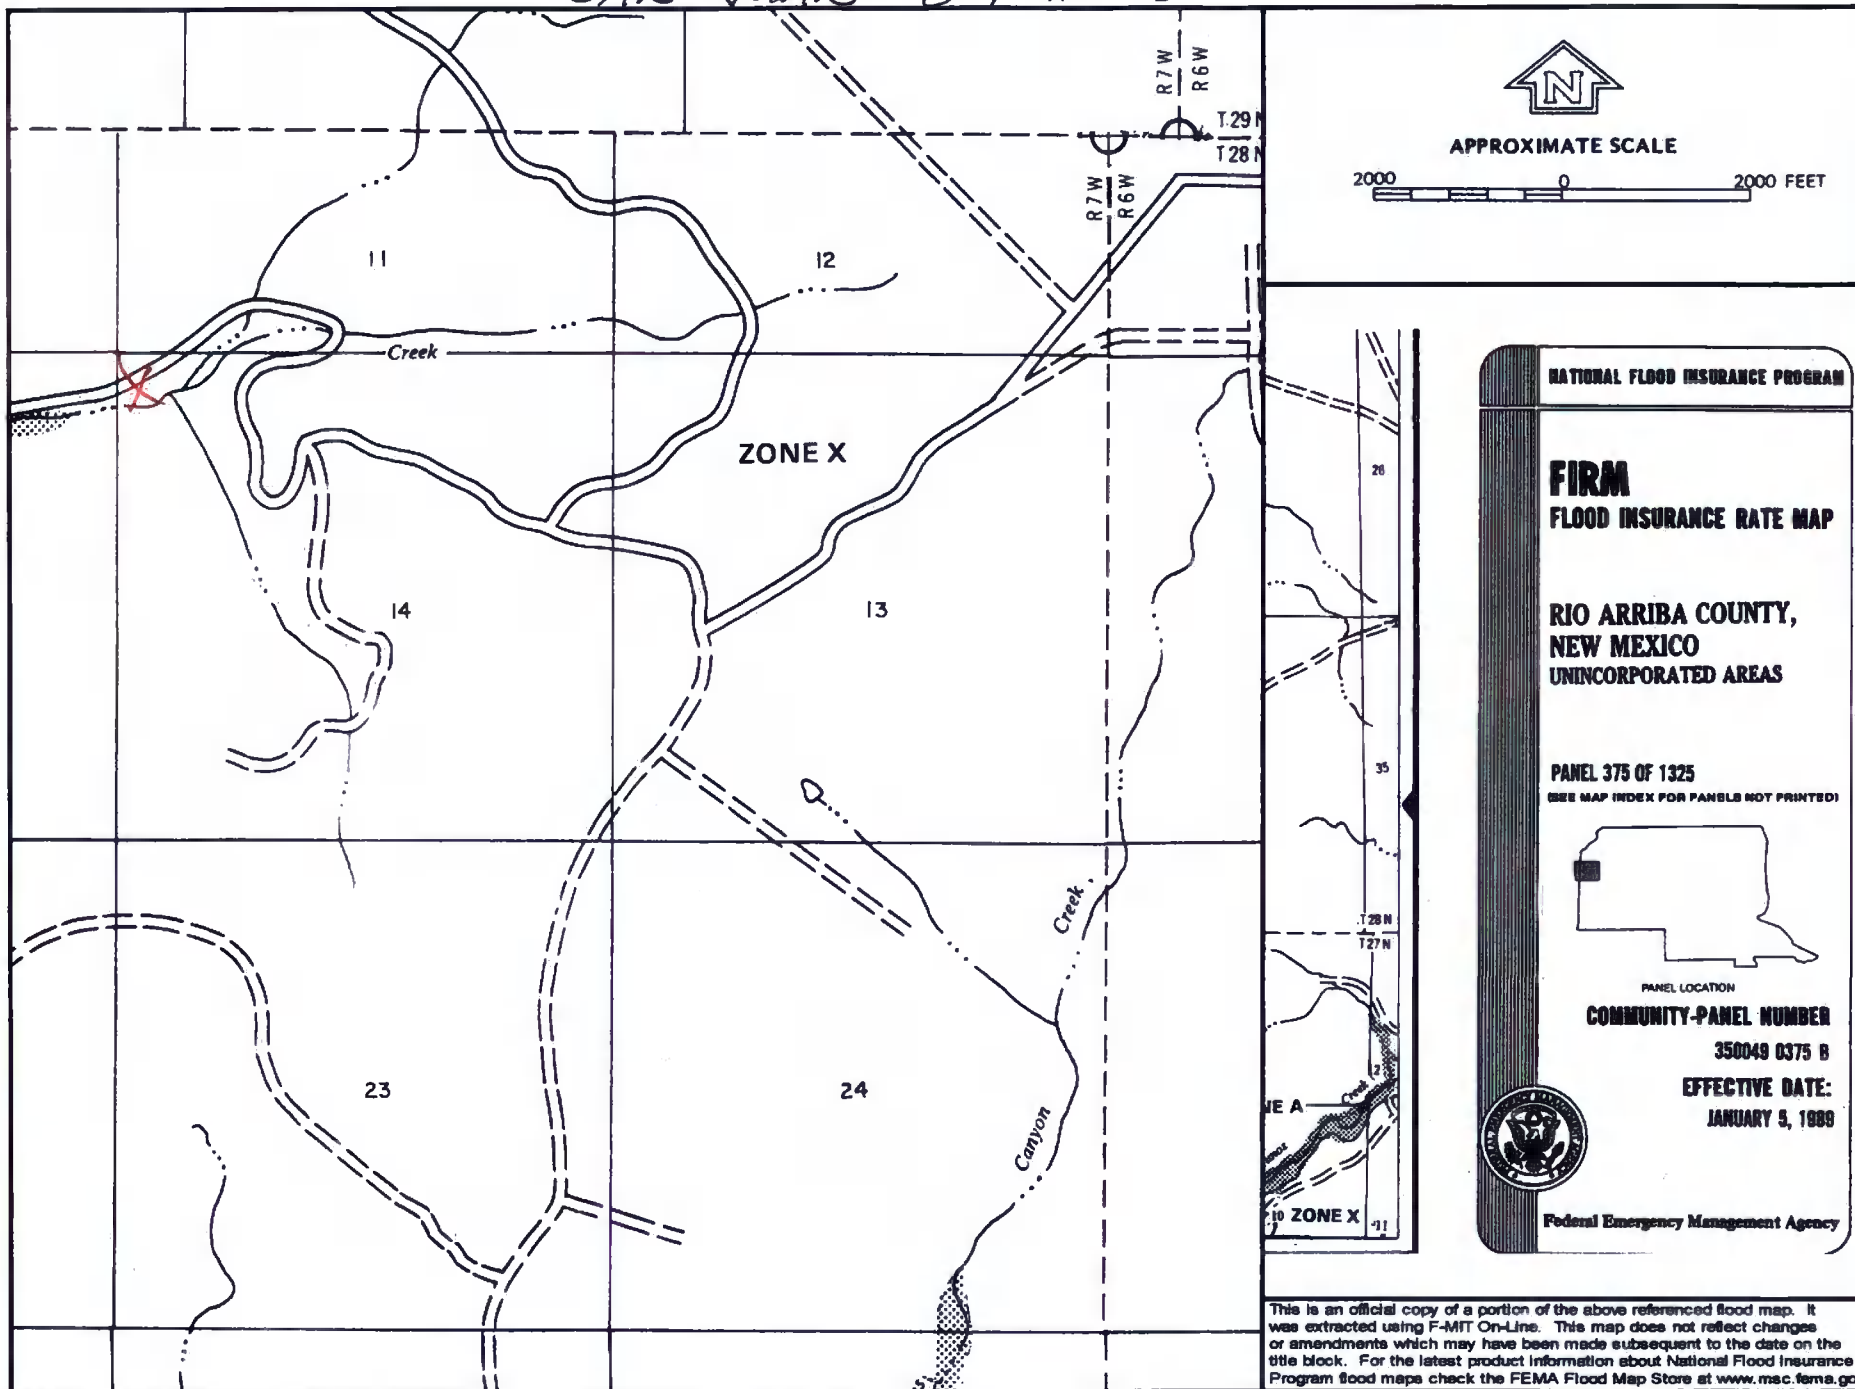 R7W
R6W
T.29 N
T28 N
R7W
R6W
11
12
Creek
ZONE X
14
13
Creek
23
24
Canyon
N
APPROXIMATE SCALE
2000 0 2000 FEET
26
35
T28N
T27N
2
Creek
NE A
10 ZONE X 11
NATIONAL FLOOD INSURANCE PROGRAM
FIRM
FLOOD INSURANCE RATE MAP
RIO ARRIBA COUNTY,
NEW MEXICO
UNINCORPORATED AREAS
PANEL 375 OF 1325
(SEE MAP INDEX FOR PANELS NOT PRINTED)
PANEL LOCATION
COMMUNITY-PANEL NUMBER
350049 0375 B
EFFECTIVE DATE:
JANUARY 5, 1989
Federal Emergency Management Agency
This is an official copy of a portion of the above referenced flood map. It
was extracted using F-MIT On-Line. This map does not reflect changes
or amendments which may have been made subsequent to the date on the
title block. For the latest product information about National Flood Insurance
Program flood maps check the FEMA Flood Map Store at www.msc.fema.go